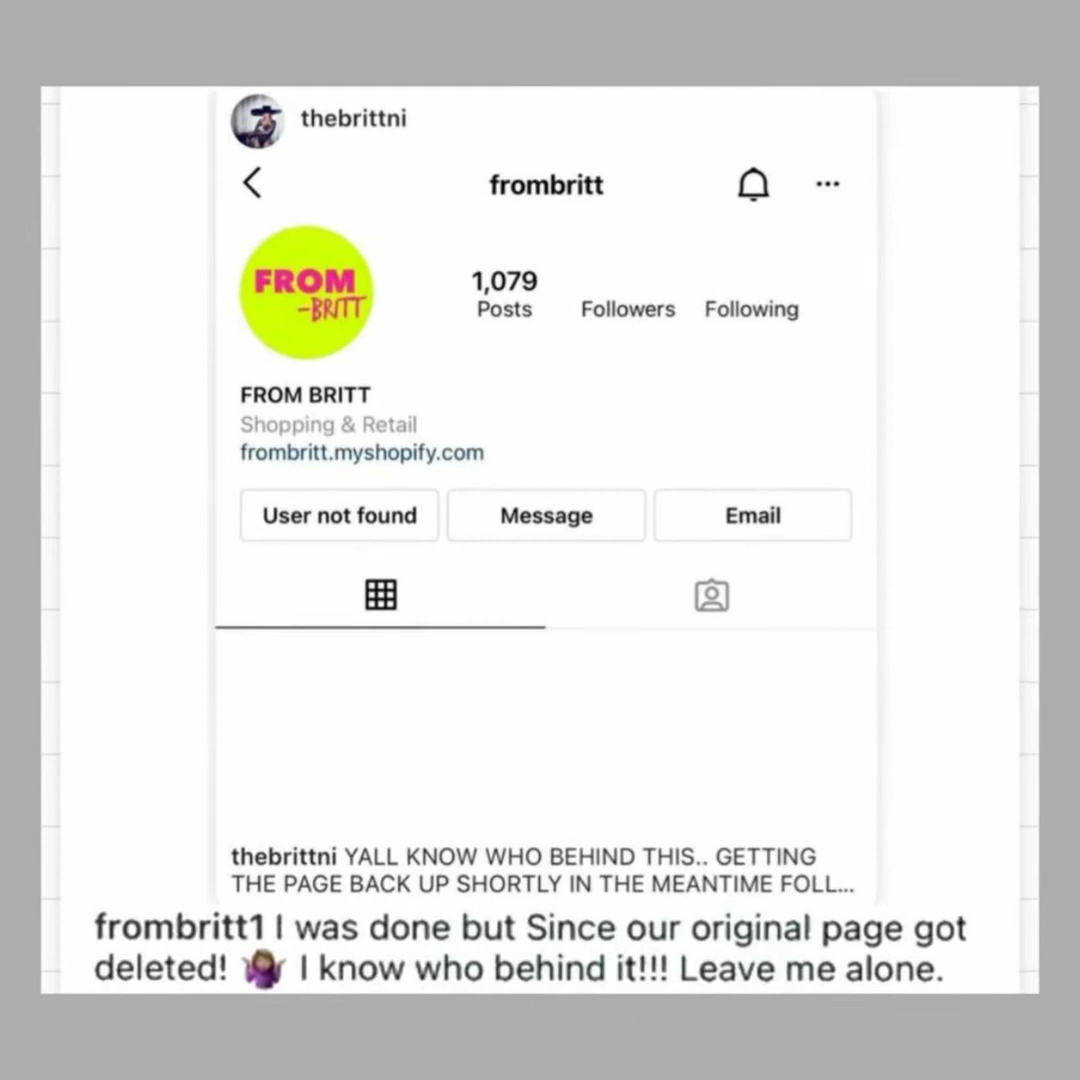 thebrittni
frombritt
FROM
-BRITT
1,079
Posts Followers Following
FROM BRITT
Shopping & Retail
frombritt.myshopify.com
User not found Message Email
thebrittni YALL KNOW WHO BEHIND THIS.. GETTING
THE PAGE BACK UP SHORTLY IN THE MEANTIME FOLL...
frombritt1 I was done but Since our original page got
deleted! 🤷🏽‍♀️ I know who behind it!!! Leave me alone.